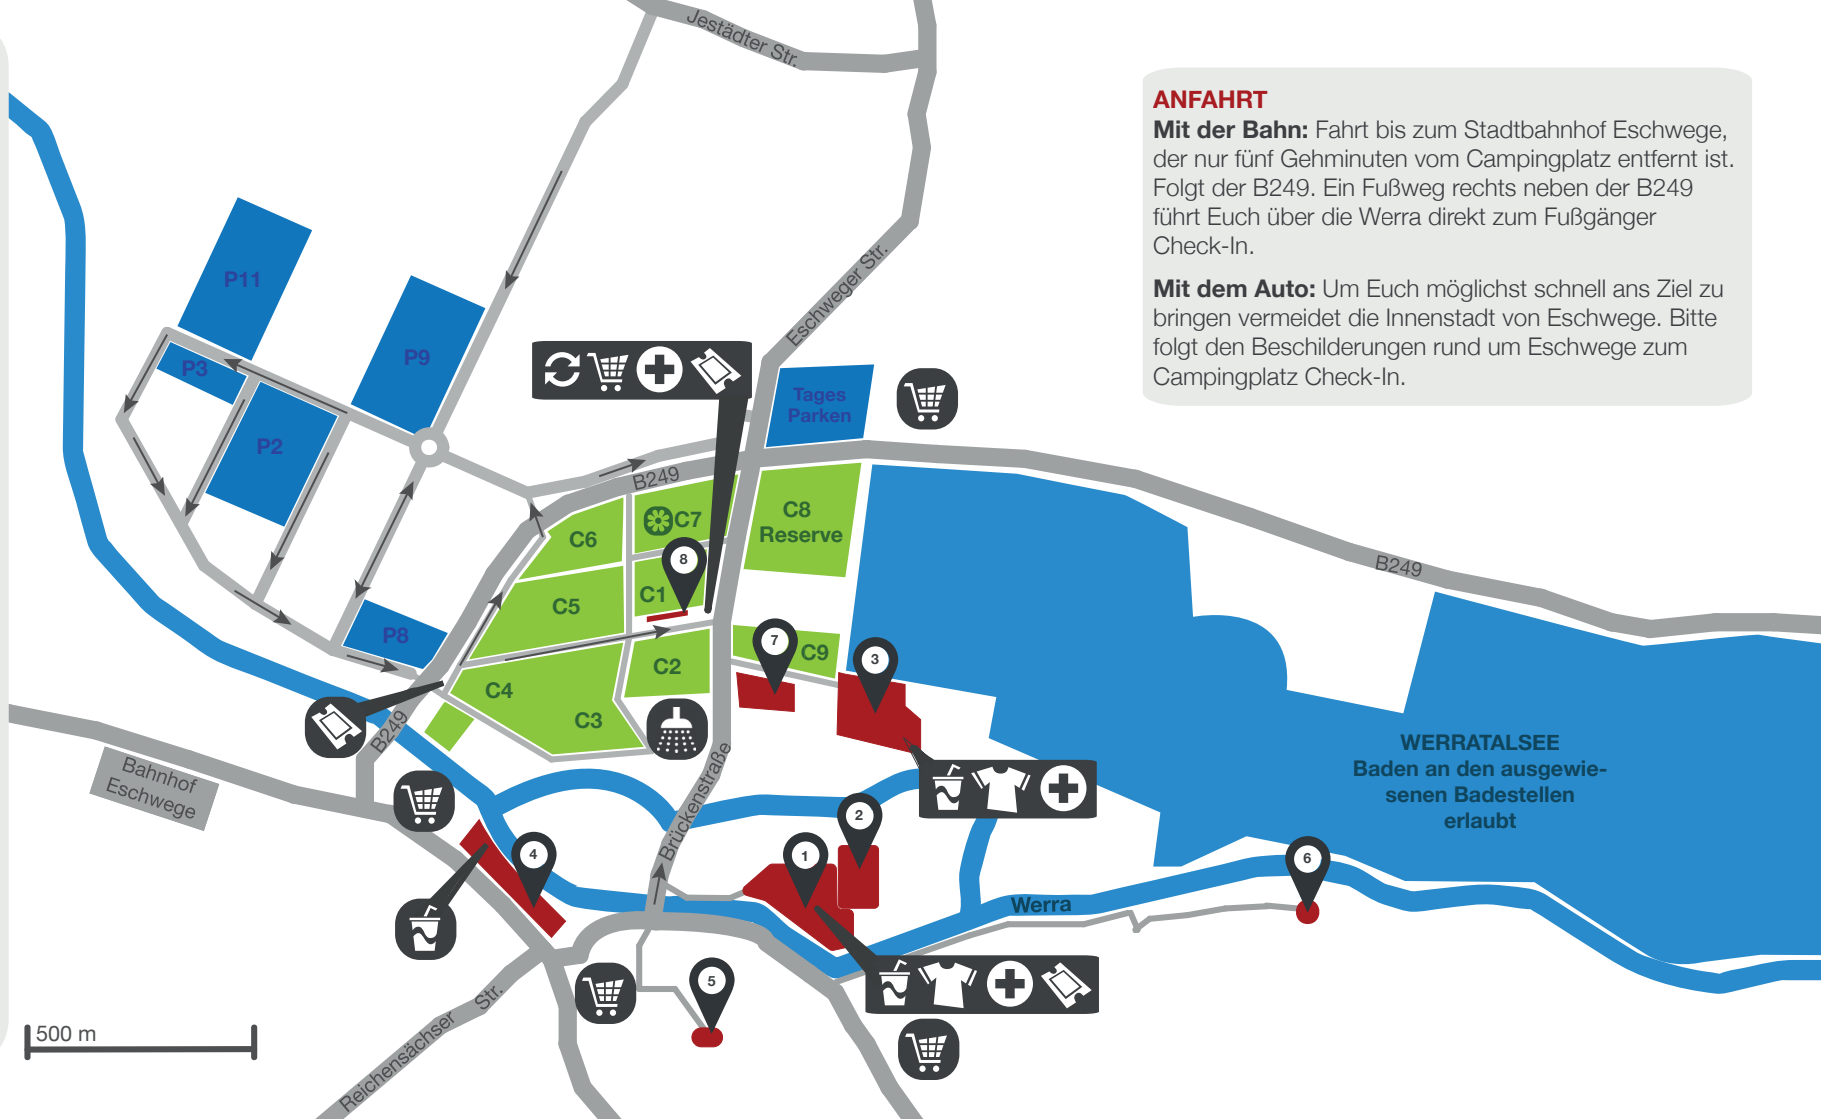 Jestädter Str.
ANFAHRT
Mit der Bahn: Fahrt bis zum Stadtbahnhof Eschwege,
der nur fünf Gehminuten vom Campingplatz entfernt ist.
Folgt der B249. Ein Fußweg rechts neben der B249
führt Euch über die Werra direkt zum Fußgänger
Check-In.
Mit dem Auto: Um Euch möglichst schnell ans Ziel zu
bringen vermeidet die Innenstadt von Eschwege. Bitte
folgt den Beschilderungen rund um Eschwege zum
Campingplatz Check-In.
P11
Eschweger Str.
P9
P3
Tages
Parken
P2
B249
C7
C8
Reserve
C6
8
B249
C1
C5
P8
7
C9
3
C2
C4
C3
B249
WERRATALSEE
Baden an den ausgewie-
senen Badestellen
erlaubt
Bahnhof
Eschwege
Brückenstraße
2
4
1
6
Werra
5
Reichensächser Str.
500 m